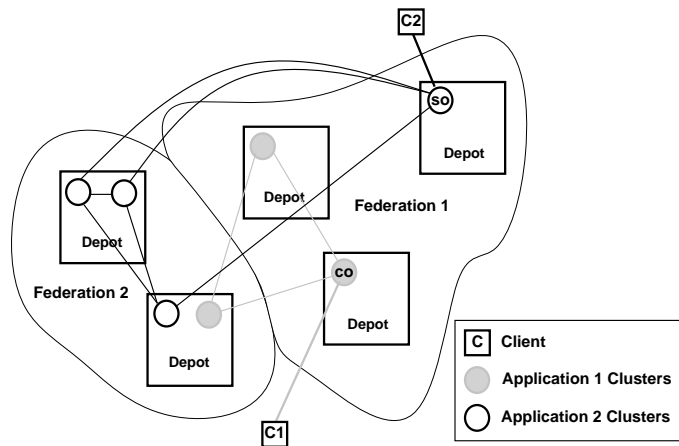 C2
so
Depot
Depot
Federation 1
Depot
Federation 2
co
Depot
Depot
C1
C Client
Application 1 Clusters
Application 2 Clusters